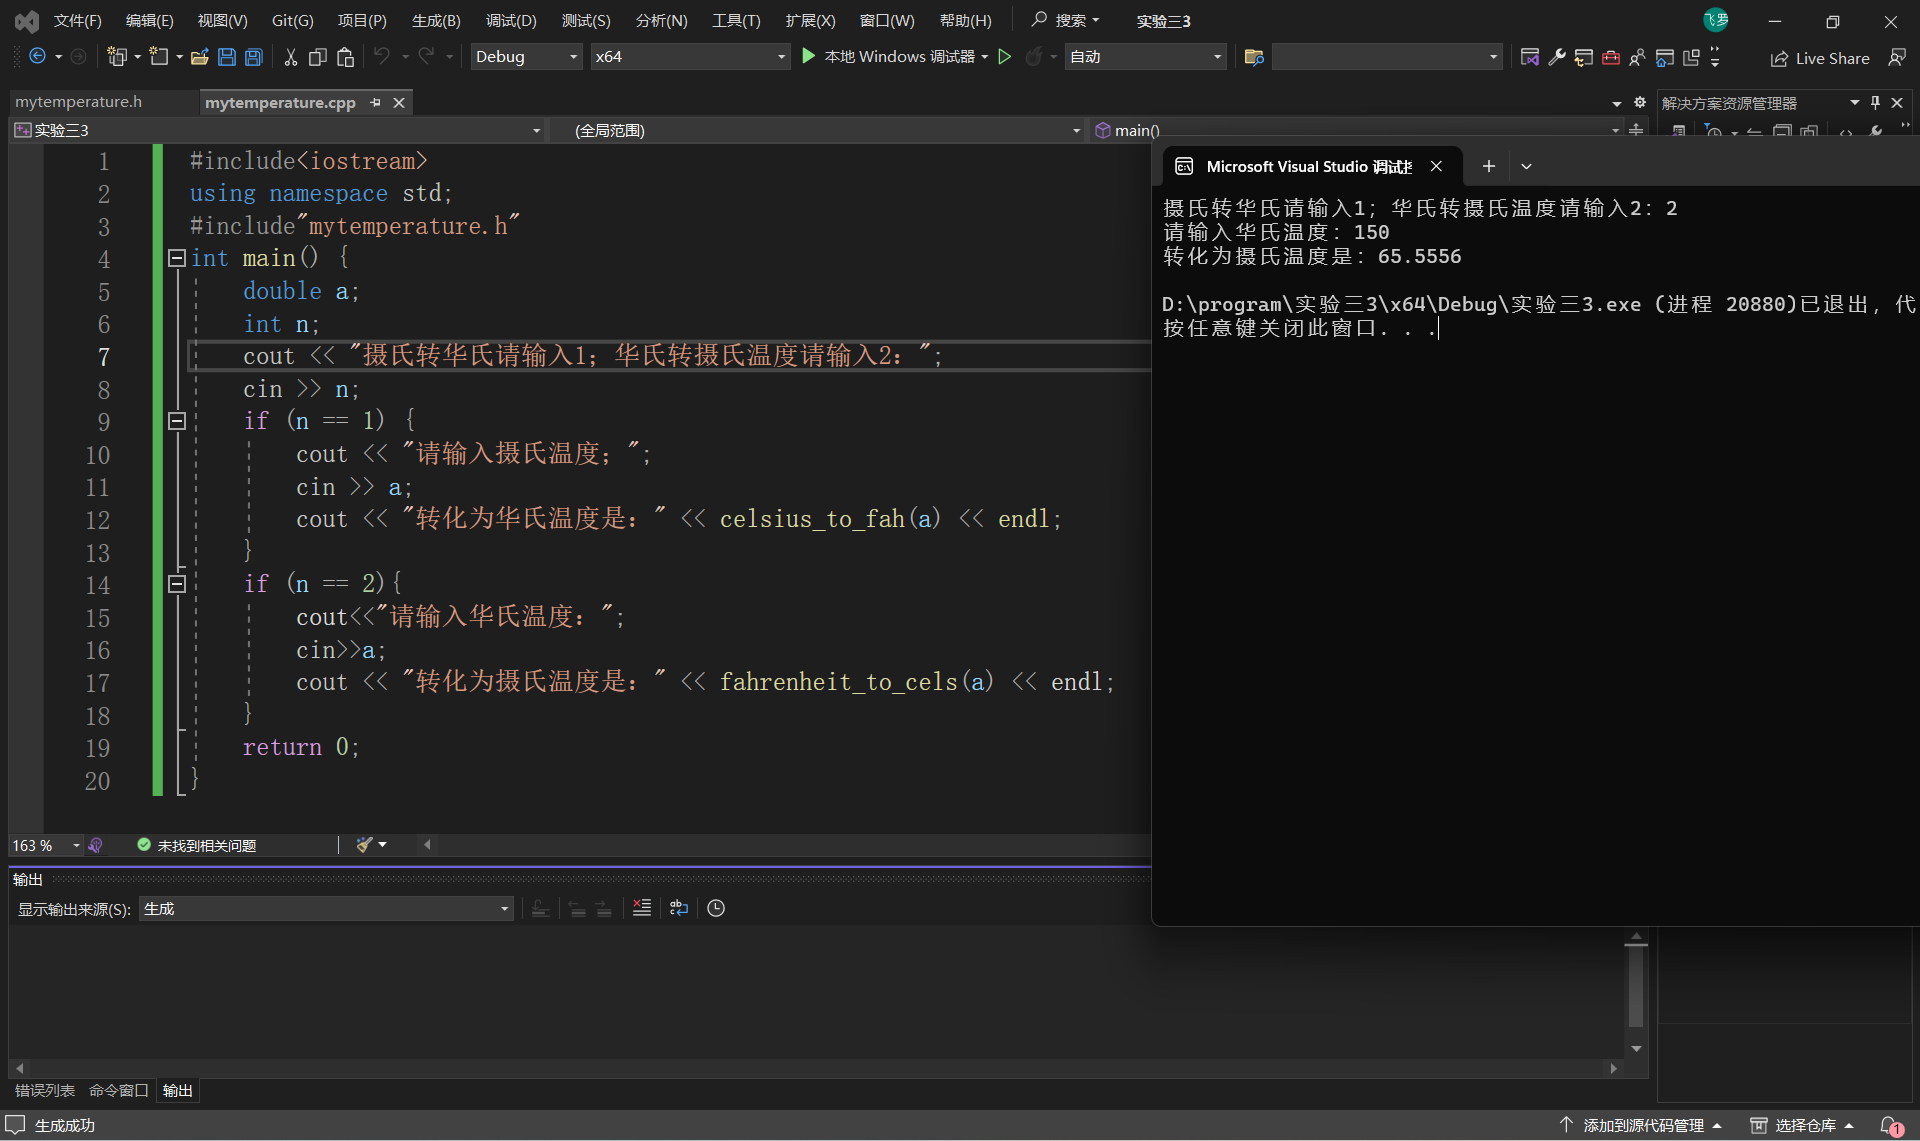 文件(F) 编辑(E) 视图(V) Git(G) 项目(P) 生成(B) 调试(D) 测试(S) 分析(N) 工具(T) 扩展(X) 窗口(W) 帮助(H) 搜索 实验三3 飞罗
Debug x64 本地 Windows 调试器 自动 Live Share
mytemperature.h mytemperature.cpp 解决方案资源管理器
实验三3 (全局范围) main()
1 #include<iostream>
2 using namespace std;
3 #include"mytemperature.h"
4 int main() {
5 double a;
6 int n;
7 cout << "摄氏转华氏请输入1；华氏转摄氏温度请输入2：";
8 cin >> n;
9 if (n == 1) {
10 cout << "请输入摄氏温度；";
11 cin >> a;
12 cout << "转化为华氏温度是：" << celsius_to_fah(a) << endl;
13 }
14 if (n == 2){
15 cout<<"请输入华氏温度：";
16 cin>>a;
17 cout << "转化为摄氏温度是：" << fahrenheit_to_cels(a) << endl;
18 }
19 return 0;
20 }
Microsoft Visual Studio 调试控
摄氏转华氏请输入1；华氏转摄氏温度请输入2：2
请输入华氏温度：150
转化为摄氏温度是：65.5556
D:\program\实验三3\x64\Debug\实验三3.exe (进程 20880)已退出，代
按任意键关闭此窗口. . .
163 % 未找到相关问题
输出
显示输出来源(S): 生成
错误列表 命令窗口 输出
生成成功 添加到源代码管理 选择仓库 1